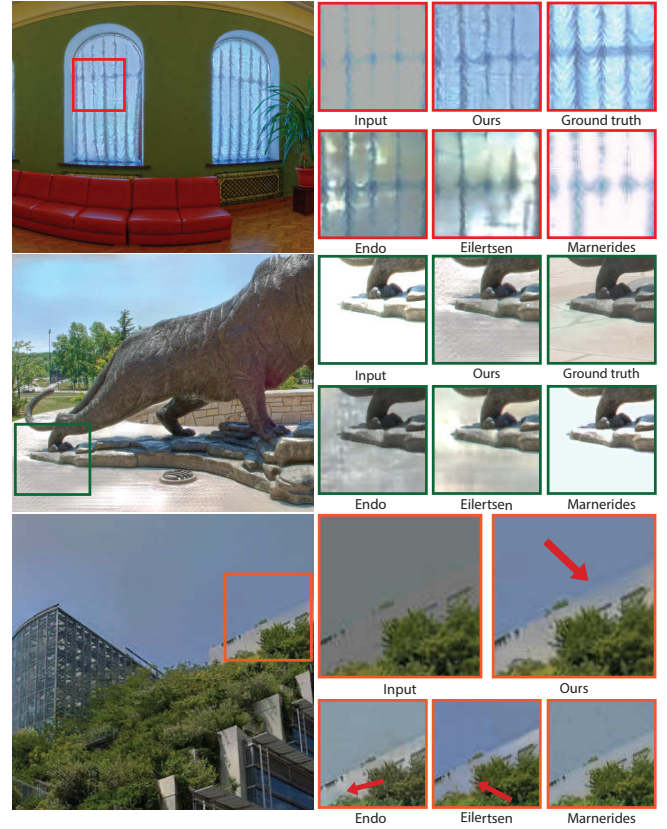 Input Ours Ground truth
Endo Eilertsen Marnerides
Input Ours Ground truth
Endo Eilertsen Marnerides
Input Ours
Endo Eilertsen Marnerides